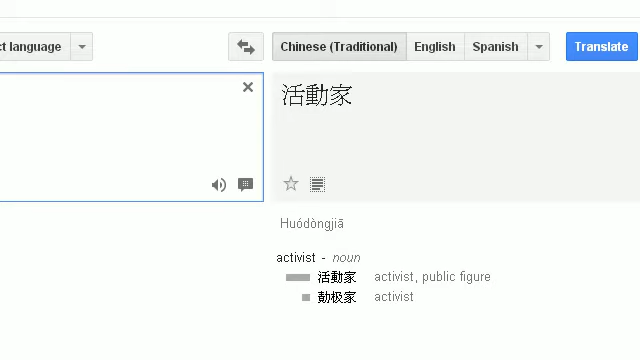 ct language
Chinese (Traditional) English Spanish Translate
活動家
Huódòngjiā
activist - noun
活動家 activist, public figure
動极家 activist